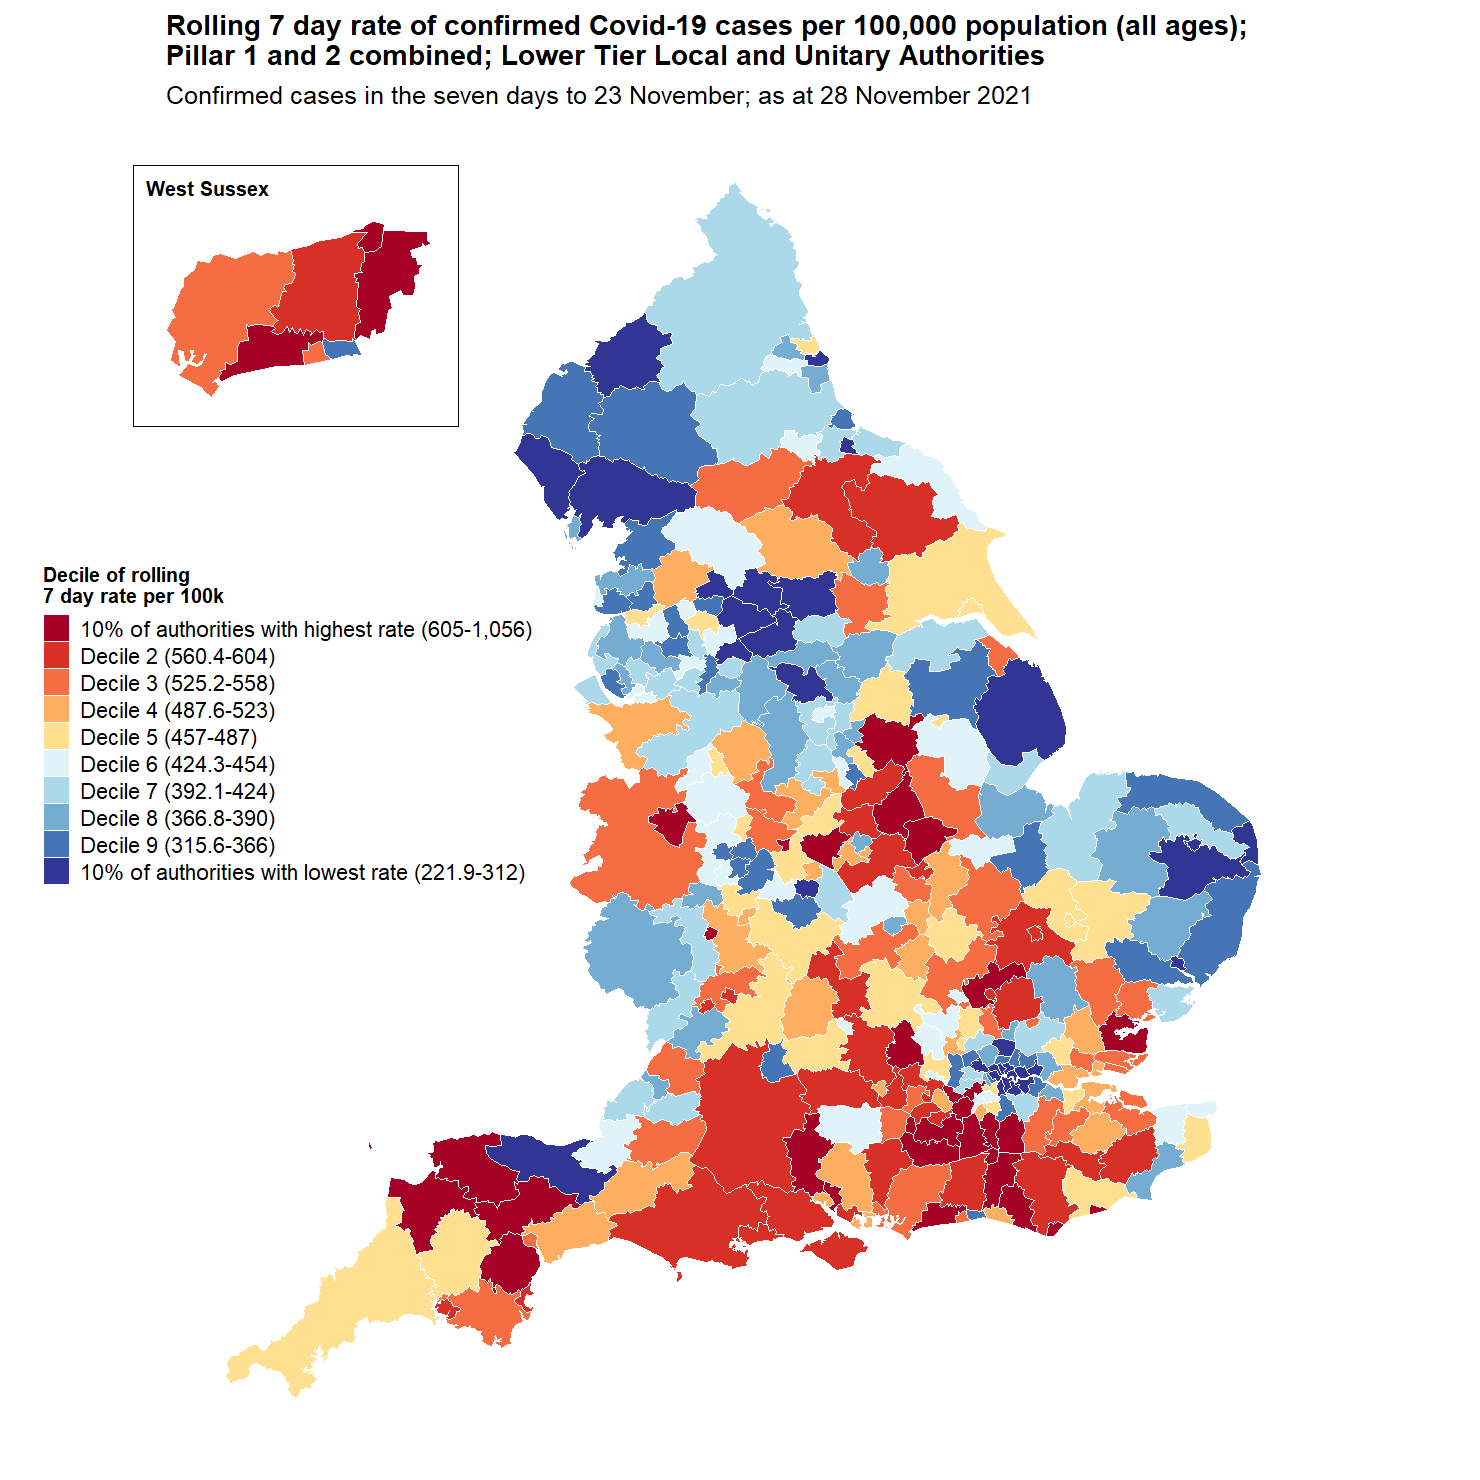 Rolling 7 day rate of confirmed Covid-19 cases per 100,000 population (all ages);
Pillar 1 and 2 combined; Lower Tier Local and Unitary Authorities
Confirmed cases in the seven days to 23 November; as at 28 November 2021
West Sussex
Decile of rolling
7 day rate per 100k
10% of authorities with highest rate (605-1,056)
Decile 2 (560.4-604)
Decile 3 (525.2-558)
Decile 4 (487.6-523)
Decile 5 (457-487)
Decile 6 (424.3-454)
Decile 7 (392.1-424)
Decile 8 (366.8-390)
Decile 9 (315.6-366)
10% of authorities with lowest rate (221.9-312)